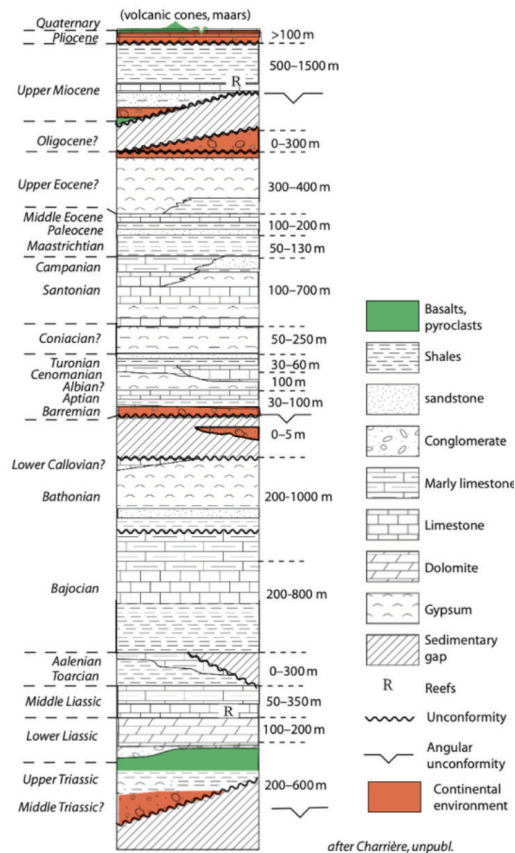 (volcanic cones, maars)
Quaternary
Pliocene
>100 m
500–1500 m
R
Upper Miocene
Oligocene?
0–300 m
Upper Eocene?
300–400 m
Middle Eocene
100–200 m
Paleocene
Maastrichtian
50–130 m
Campanian
Santonian
100–700 m
Coniacian?
50–250 m
Turonian
30–60 m
Cenomanian
100 m
Albian?
Aptian
30–100 m
Barremian
0–5 m
Lower Callovian?
Bathonian
200-1000 m
Bajocian
200-800 m
Aalenian
0–300 m
Toarcian
Middle Liassic
50–350 m
R
Lower Liassic
100–200 m
Upper Triassic
200–600 m
Middle Triassic?
Basalts,
pyroclasts
Shales
sandstone
Conglomerate
Marly limestone
Limestone
Dolomite
Gypsum
Sedimentary
gap
R Reefs
Unconformity
Angular
unconformity
Continental
environment
after Charrière, unpubl.